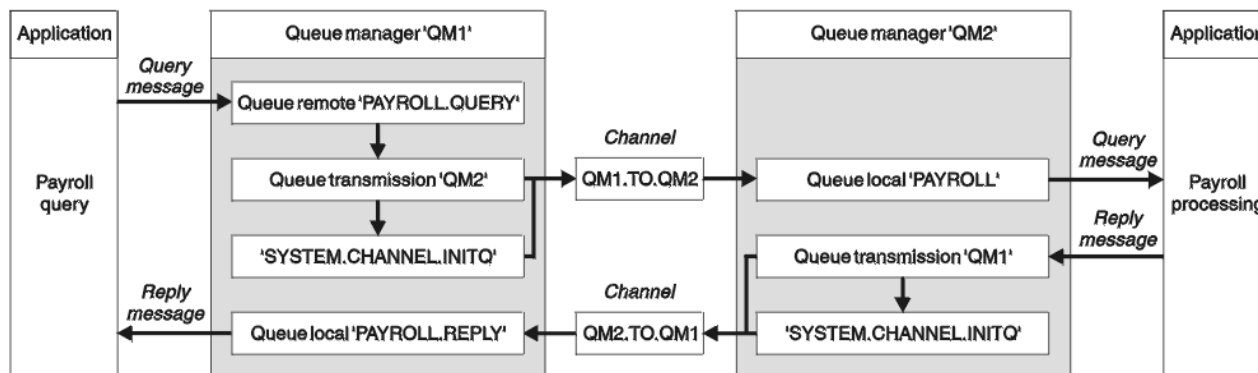 Application
Queue manager 'QM1'
Queue manager 'QM2'
Application
Query
message
Queue remote 'PAYROLL.QUERY'
Payroll
query
Queue transmission 'QM2'
Channel
QM1.TO.QM2
Queue local 'PAYROLL'
Query
message
Payroll
processing
'SYSTEM.CHANNEL.INITQ'
Queue transmission 'QM1'
Reply
message
Reply
message
Queue local 'PAYROLL.REPLY'
Channel
QM2.TO.QM1
'SYSTEM.CHANNEL.INITQ'